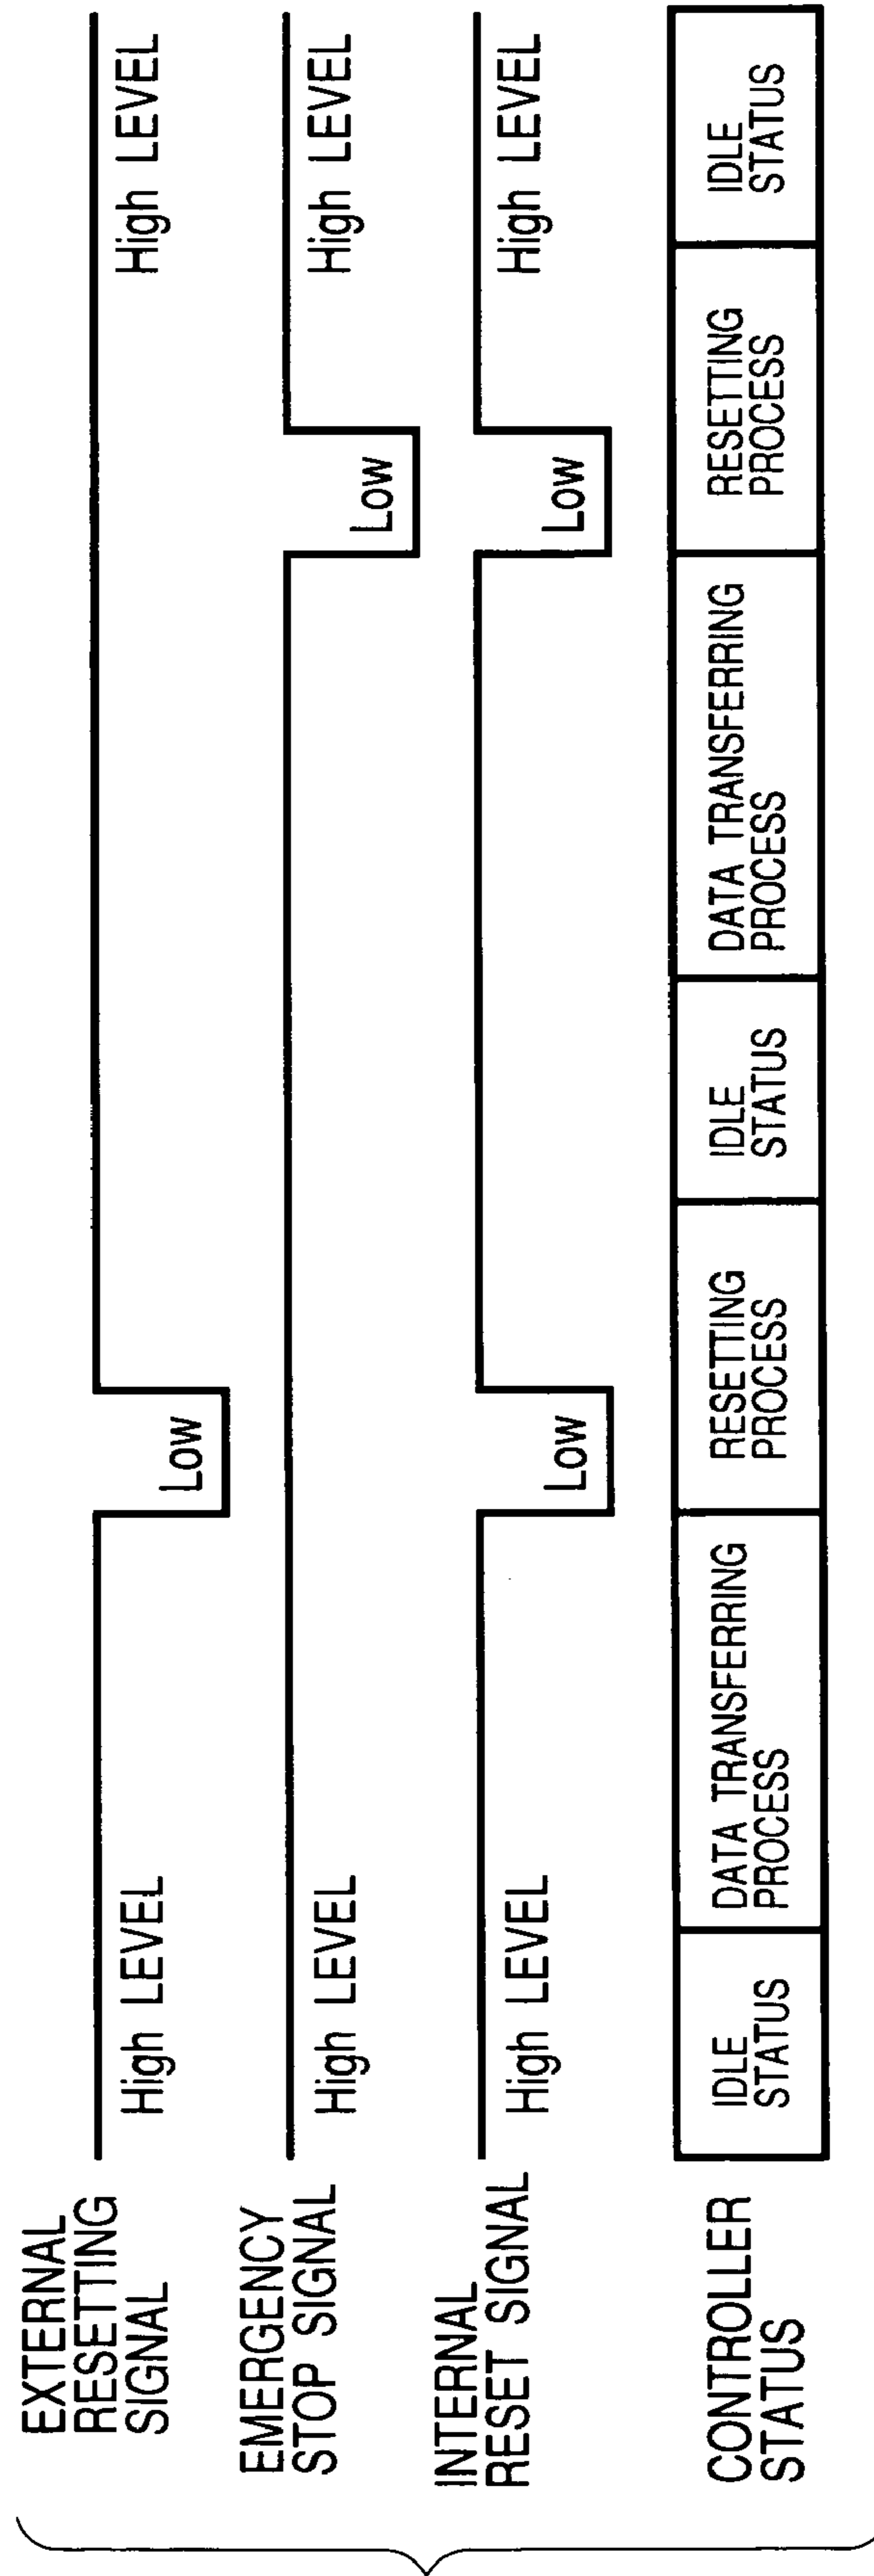 EXTERNAL
RESETTING
SIGNAL
High LEVEL
Low
High LEVEL
EMERGENCY
STOP SIGNAL
High LEVEL
Low
High LEVEL
INTERNAL
RESET SIGNAL
High LEVEL
Low
Low
High LEVEL
CONTROLLER
STATUS
IDLE
STATUS
DATA TRANSFERRING
PROCESS
RESETTING
PROCESS
IDLE
STATUS
DATA TRANSFERRING
PROCESS
RESETTING
PROCESS
IDLE
STATUS